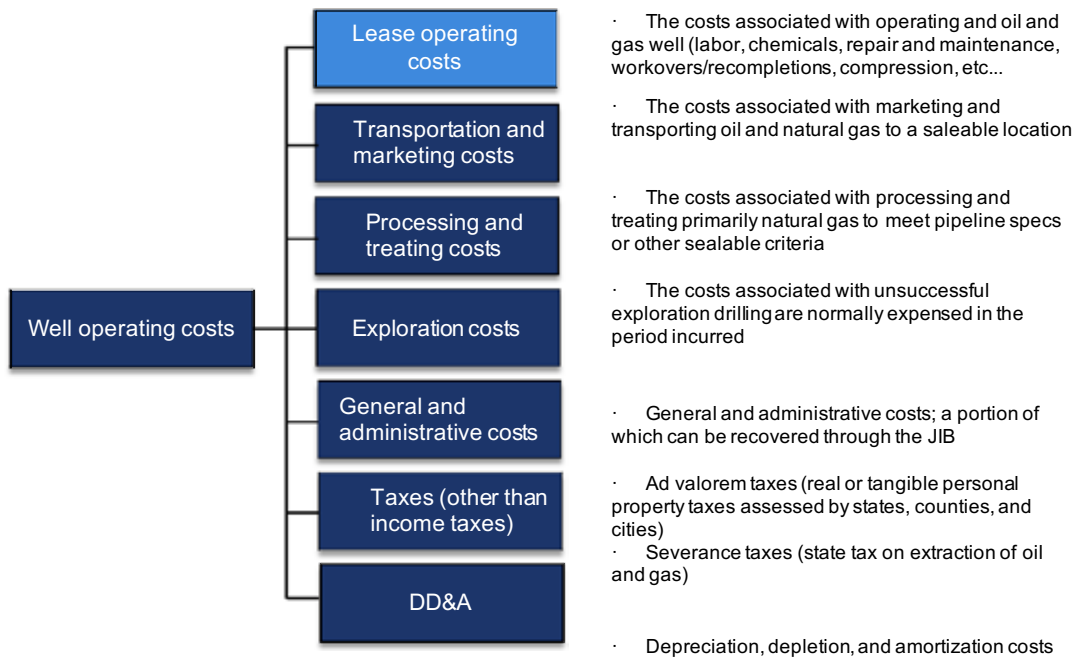 Lease operating
costs
· The costs associated with operating and oil and
gas well (labor, chemicals, repair and maintenance,
workovers/recompletions, compression, etc...
Transportation and
marketing costs
· The costs associated with marketing and
transporting oil and natural gas to a saleable location
Processing and
treating costs
· The costs associated with processing and
treating primarily natural gas to meet pipeline specs
or other sealable criteria
Well operating costs
Exploration costs
· The costs associated with unsuccessful
exploration drilling are normally expensed in the
period incurred
General and
administrative costs
· General and administrative costs; a portion of
which can be recovered through the JIB
Taxes (other than
income taxes)
· Ad valorem taxes (real or tangible personal
property taxes assessed by states, counties, and
cities)
· Severance taxes (state tax on extraction of oil
and gas)
DD&A
· Depreciation, depletion, and amortization costs